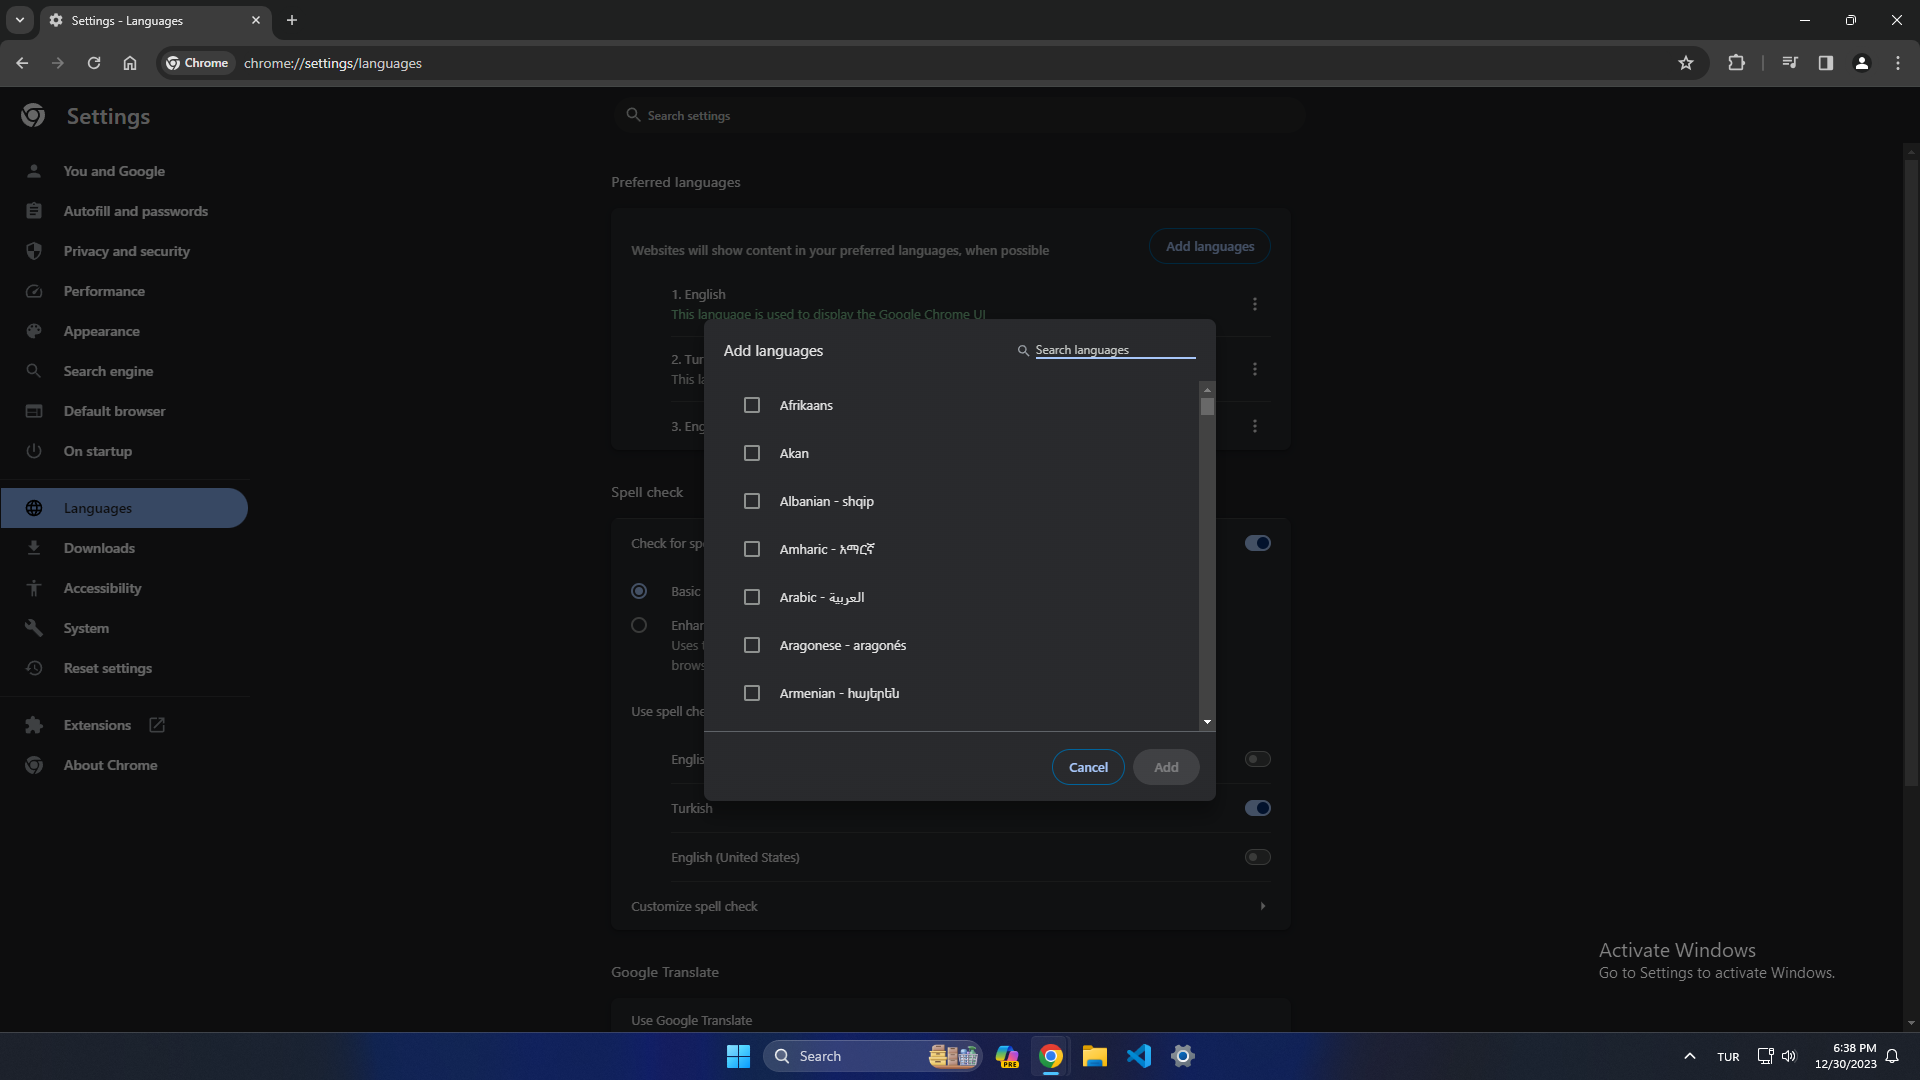 Settings - Languages
Chrome
chrome://settings/languages
Settings
Search settings
You and Google
Autofill and passwords
Privacy and security
Performance
Appearance
Search engine
Default browser
On startup
Languages
Downloads
Accessibility
System
Reset settings
Extensions
About Chrome
Preferred languages
Websites will show content in your preferred languages, when possible
Add languages
1. English
This language is used to display the Google Chrome UI
2. Tur
This la
3. Eng
Spell check
Check for spe
Basic
Enhan
Uses t
brows
Use spell che
Englis
Turkish
English (United States)
Customize spell check
Google Translate
Use Google Translate
Add languages
Search languages
Afrikaans
Akan
Albanian - shqip
Amharic - አማርኛ
Arabic - العربية
Aragonese - aragonés
Armenian - հայերեն
Cancel
Add
Activate Windows
Go to Settings to activate Windows.
Search
PRE
TUR
6:38 PM
12/30/2023